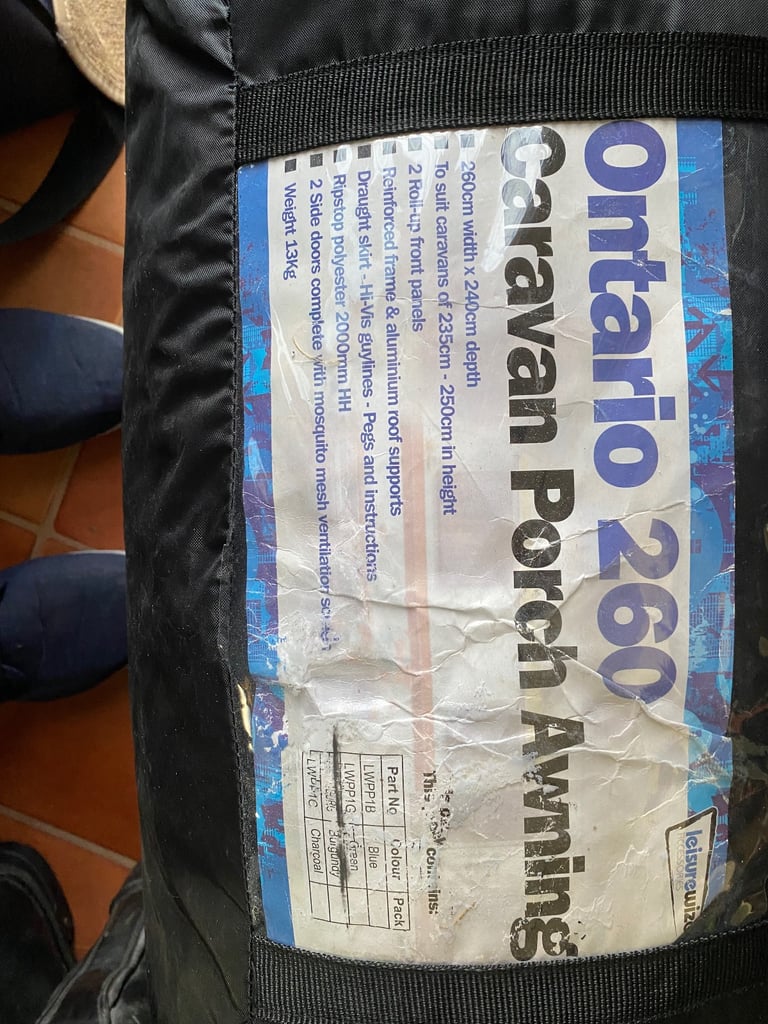 Ontario 260
Caravan Porch Awning
260cm width x 240cm depth
To suit caravans of 235cm - 250cm in height
2 Roll-up front panels
Reinforced frame & aluminium roof supports
Draught skirt - Hi-Vis guylines - Pegs and instructions
Ripstop polyester 2000mm HH
2 Side doors complete with mosquito mesh ventilation
Weight 13Kg
leisurewiz
ACCESSORIES
This
Part No Colour Pack
LWPP1B Blue
LWPP1G Green
Burgundy
Charcoal